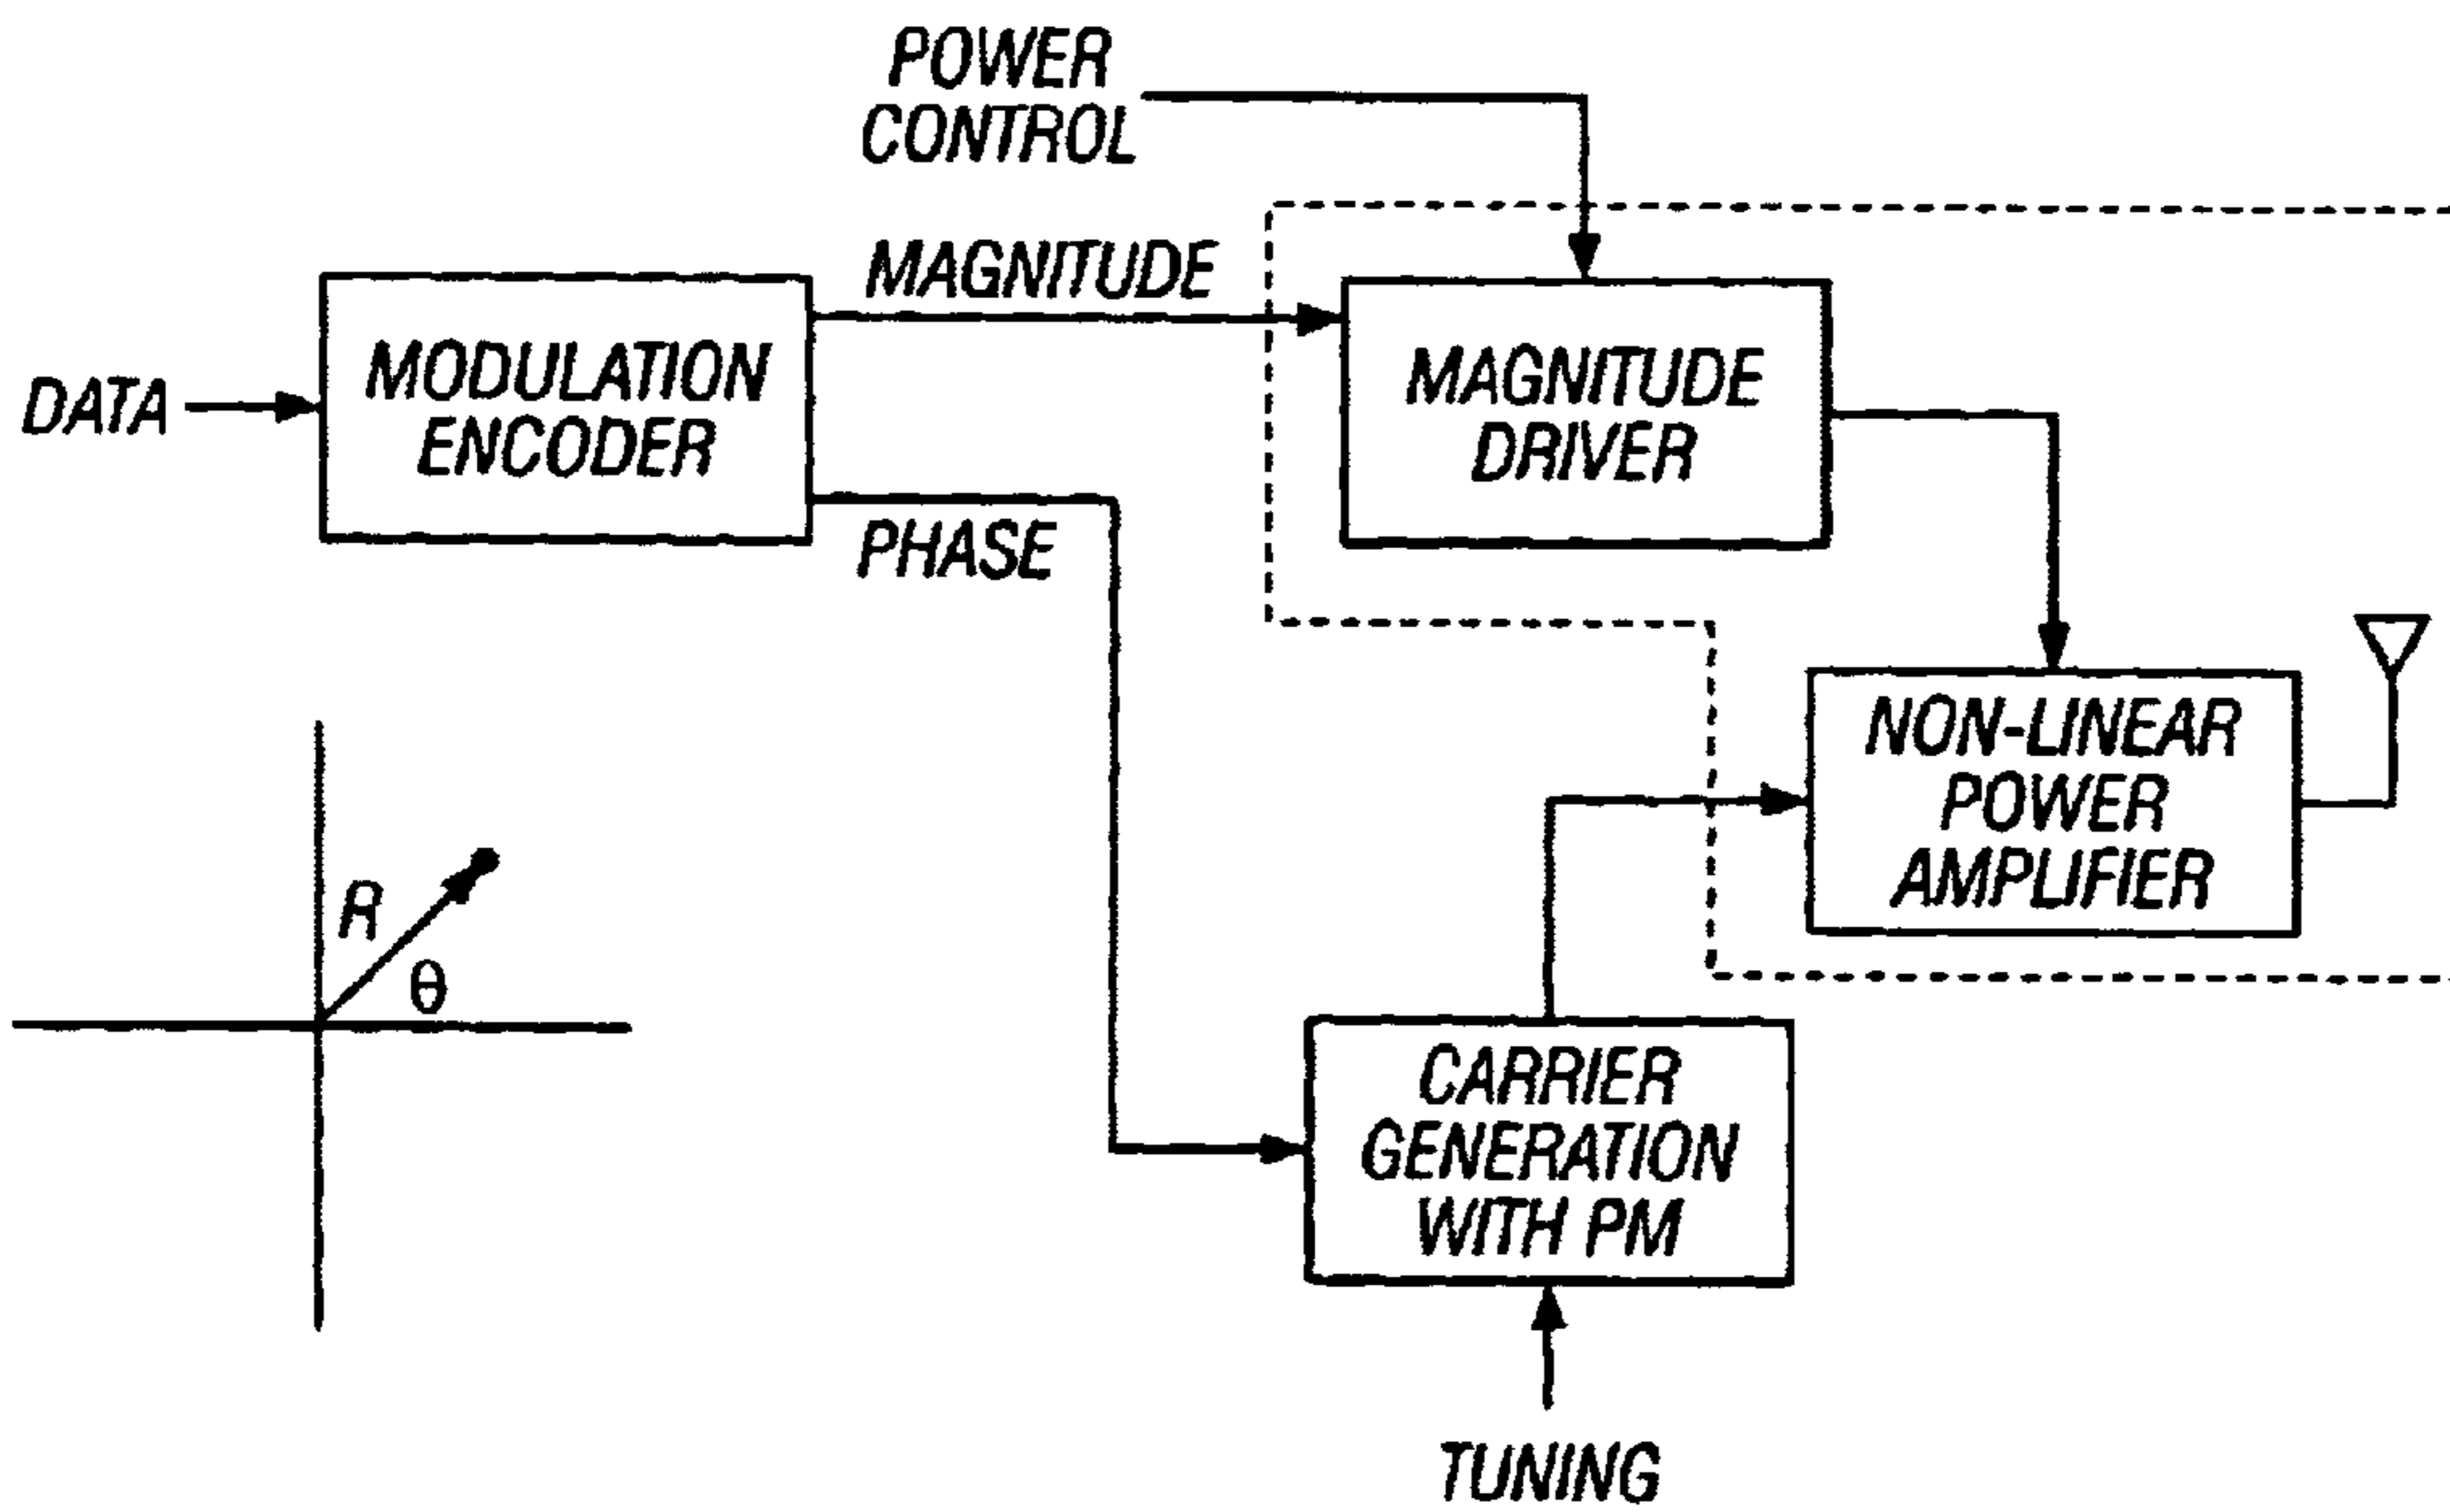 POWER
CONTROL
MAGNITUDE
DATA
MODULATION
ENCODER
MAGNITUDE
DRIVER
PHASE
NON-LINEAR
POWER
AMPLIFIER
R
θ
CARRIER
GENERATION
WITH PM
TUNING